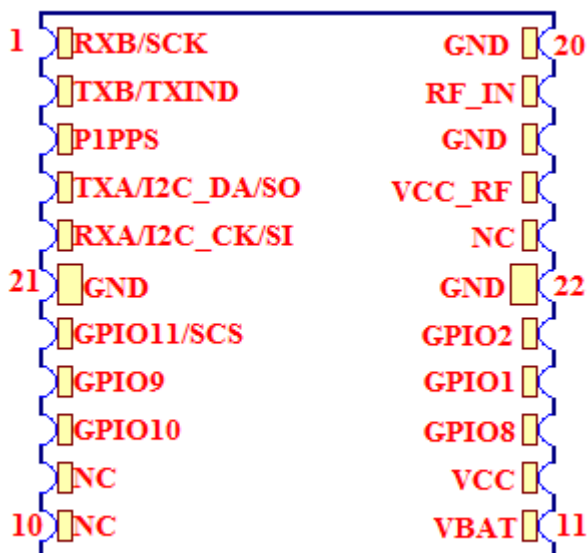 1 RXB/SCK GND 20
TXB/TXIND RF_IN
P1PPS GND
TXA/I2C_DA/SO VCC_RF
RXA/I2C_CK/SI NC
21 GND GND 22
GPIO11/SCS GPIO2
GPIO9 GPIO1
GPIO10 GPIO8
NC VCC
10 NC VBAT 11